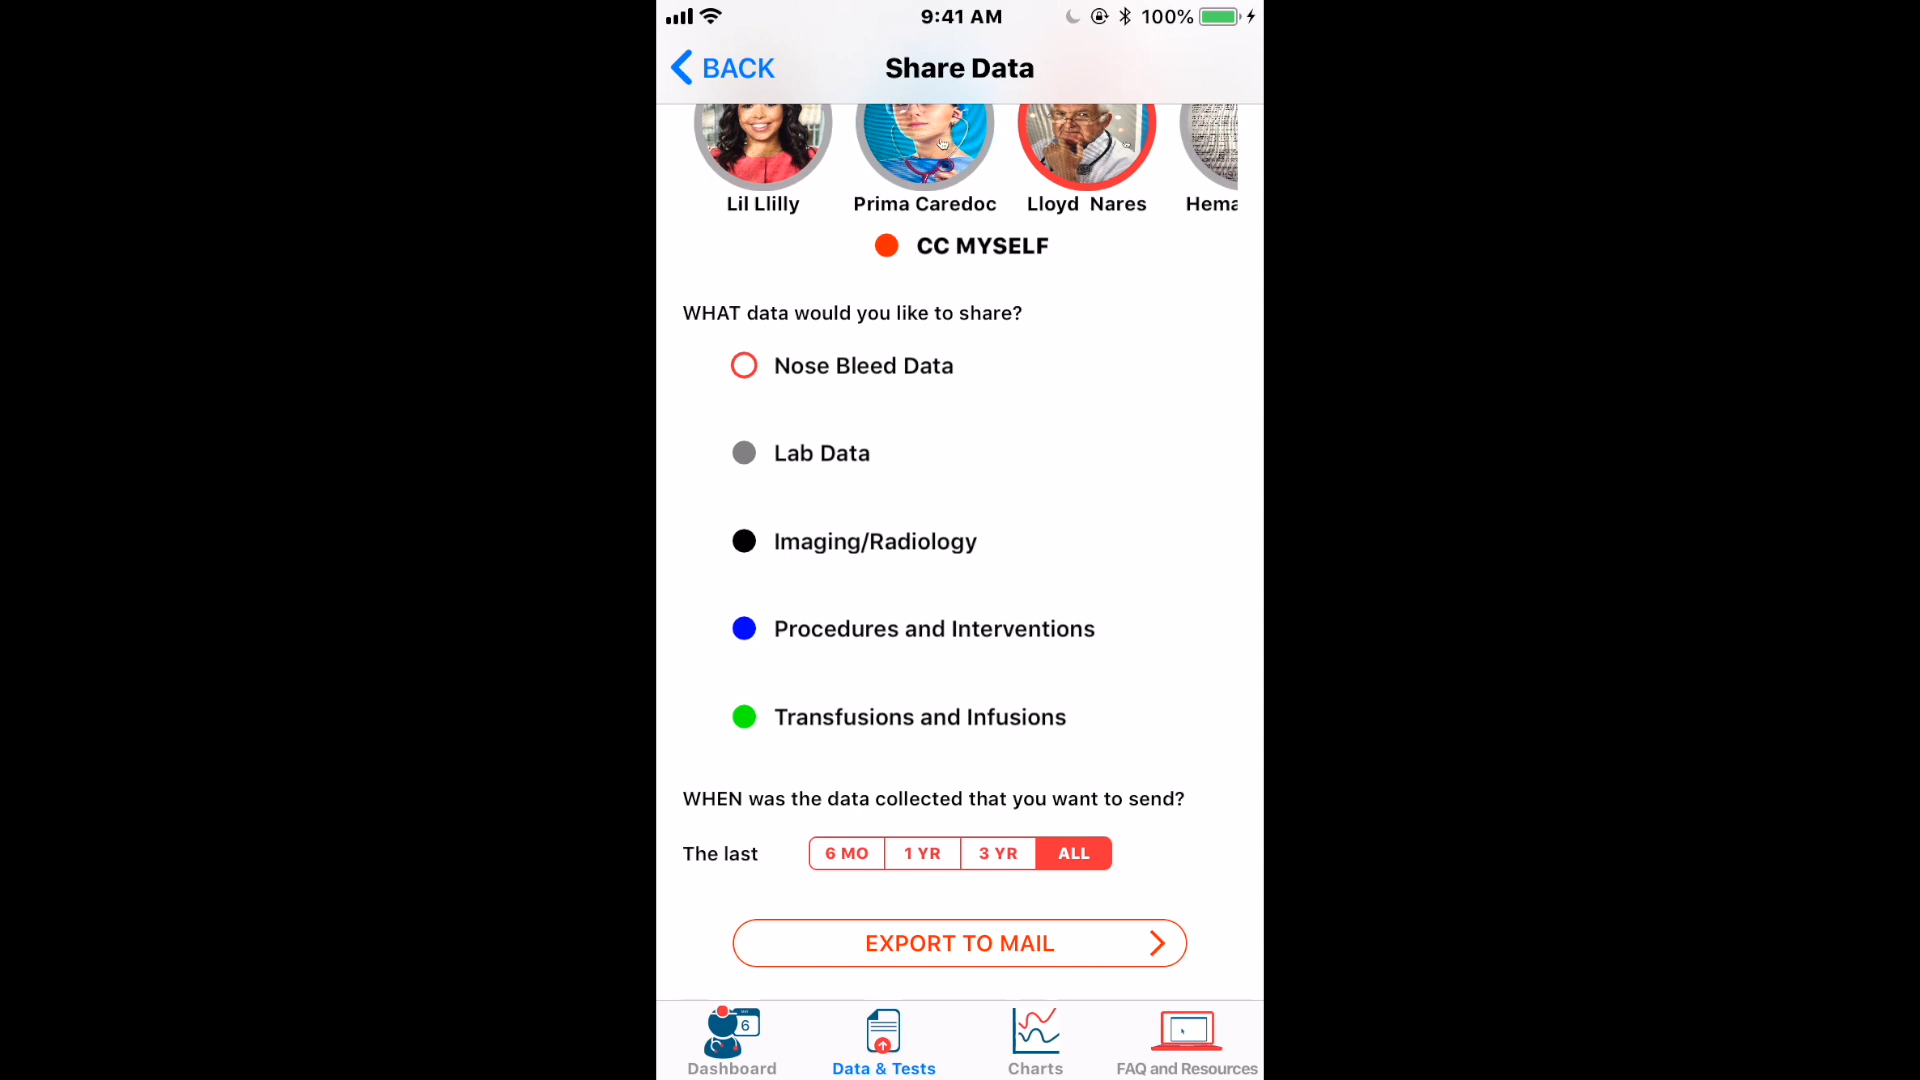 9:41 AM 100%
BACK Share Data
Lil Llilly Prima Caredoc Lloyd Nares Hema
CC MYSELF
WHAT data would you like to share?
Nose Bleed Data
Lab Data
Imaging/Radiology
Procedures and Interventions
Transfusions and Infusions
WHEN was the data collected that you want to send?
The last 6 MO 1 YR 3 YR ALL
EXPORT TO MAIL
6
Dashboard Data & Tests Charts FAQ and Resources